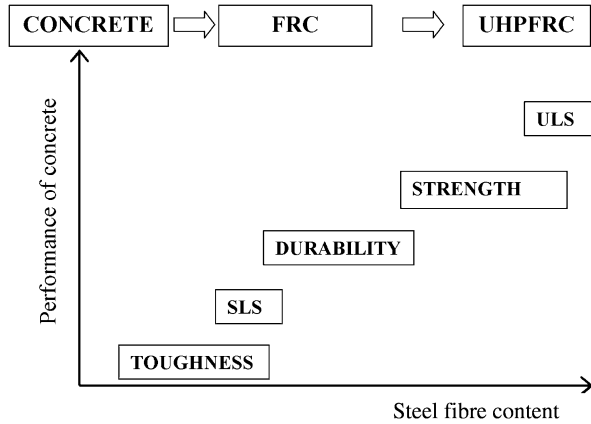 CONCRETE FRC UHPFRC
ULS
STRENGTH
DURABILITY
SLS
TOUGHNESS
Performance of concrete
Steel fibre content